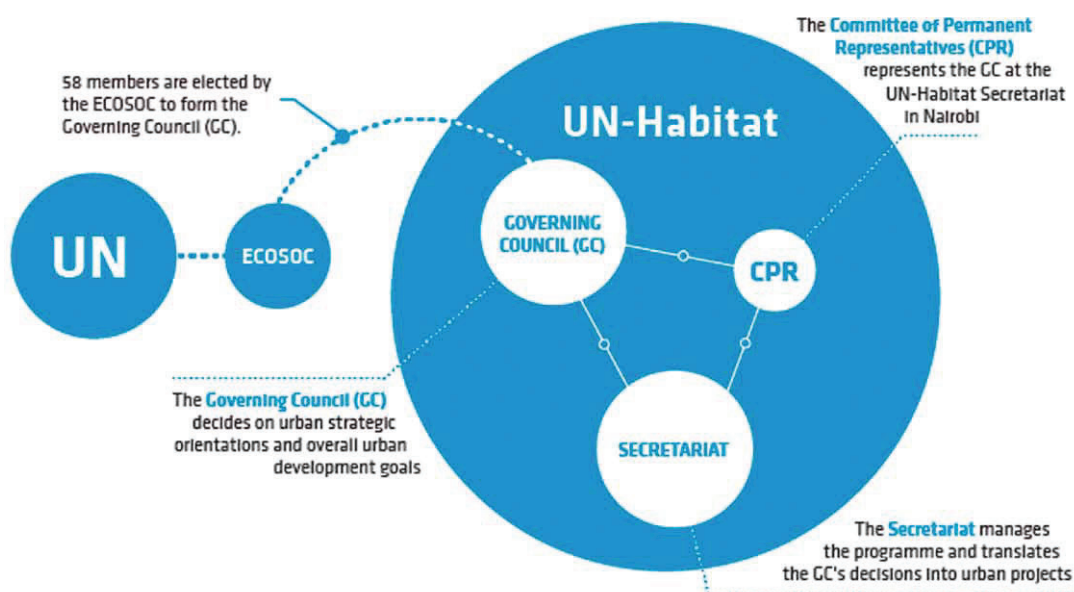 The Committee of Permanent
Representatives (CPR)
represents the GC at the
UN-Habitat Secretariat
in Nairobi
58 members are elected by
the ECOSOC to form the
Governing Council (GC).
UN-Habitat
UN
ECOSOC
GOVERNING
COUNCIL (GC)
CPR
The Governing Council (GC)
decides on urban strategic
orientations and overall urban
development goals
SECRETARIAT
The Secretariat manages
the programme and translates
the GC's decisions into urban projects